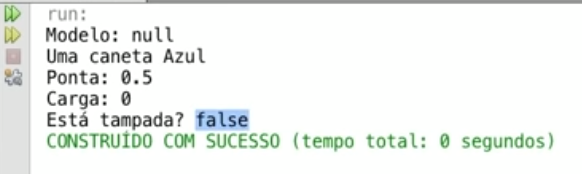 run:
Modelo: null
Uma caneta Azul
Ponta: 0.5
Carga: 0
Está tampada? false
CONSTRUÍDO COM SUCESSO (tempo total: 0 segundos)